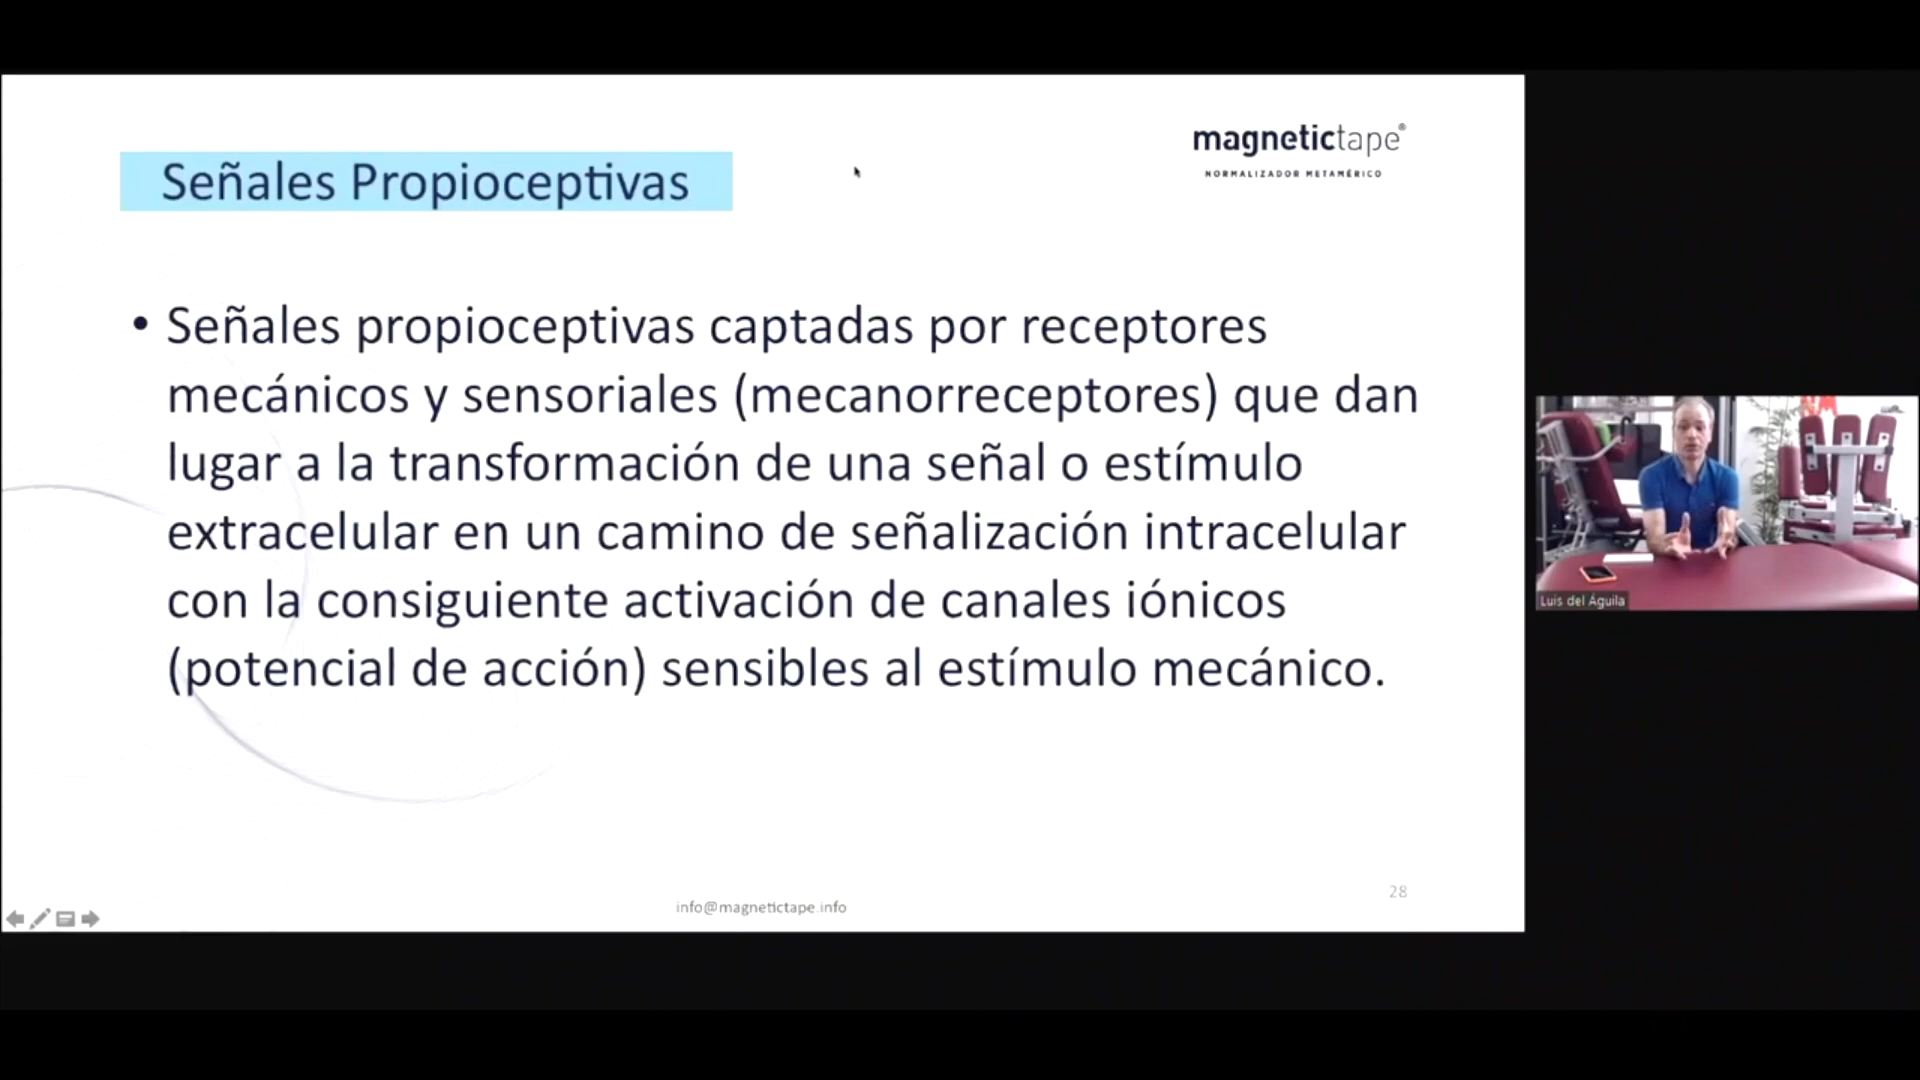 magnetictape®
NORMALIZADOR METAMÉRICO
Señales Propioceptivas
• Señales propioceptivas captadas por receptores
mecánicos y sensoriales (mecanorreceptores) que dan
lugar a la transformación de una señal o estímulo
extracelular en un camino de señalización intracelular
con la consiguiente activación de canales iónicos
(potencial de acción) sensibles al estímulo mecánico.
Luis del Águila
28
info@magnetictape.info